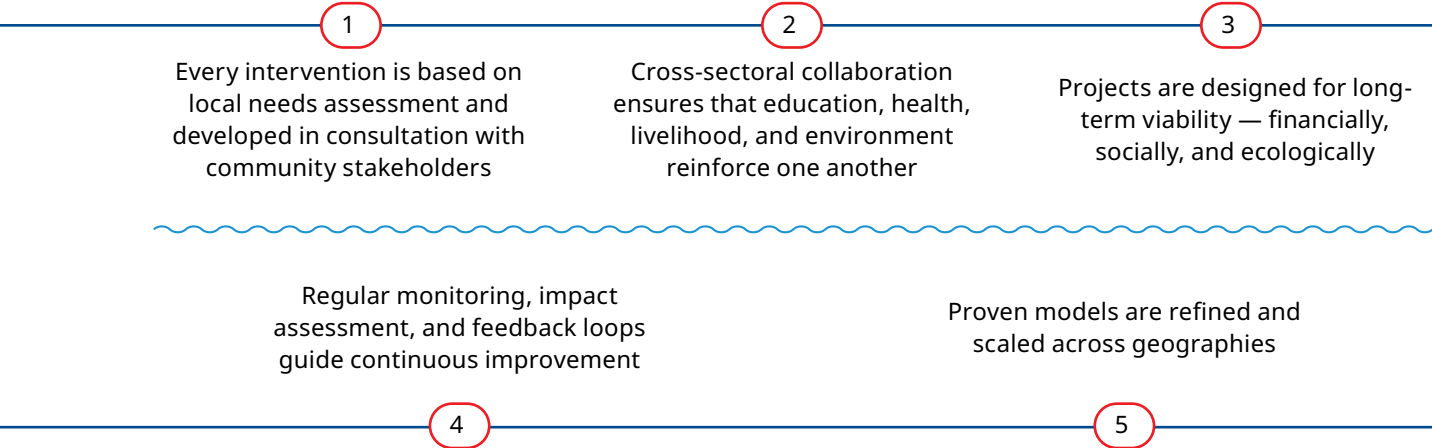 1
Every intervention is based on
local needs assessment and
developed in consultation with
community stakeholders
2
Cross-sectoral collaboration
ensures that education, health,
livelihood, and environment
reinforce one another
3
Projects are designed for long-
term viability — financially,
socially, and ecologically
Regular monitoring, impact
assessment, and feedback loops
guide continuous improvement
4
Proven models are refined and
scaled across geographies
5